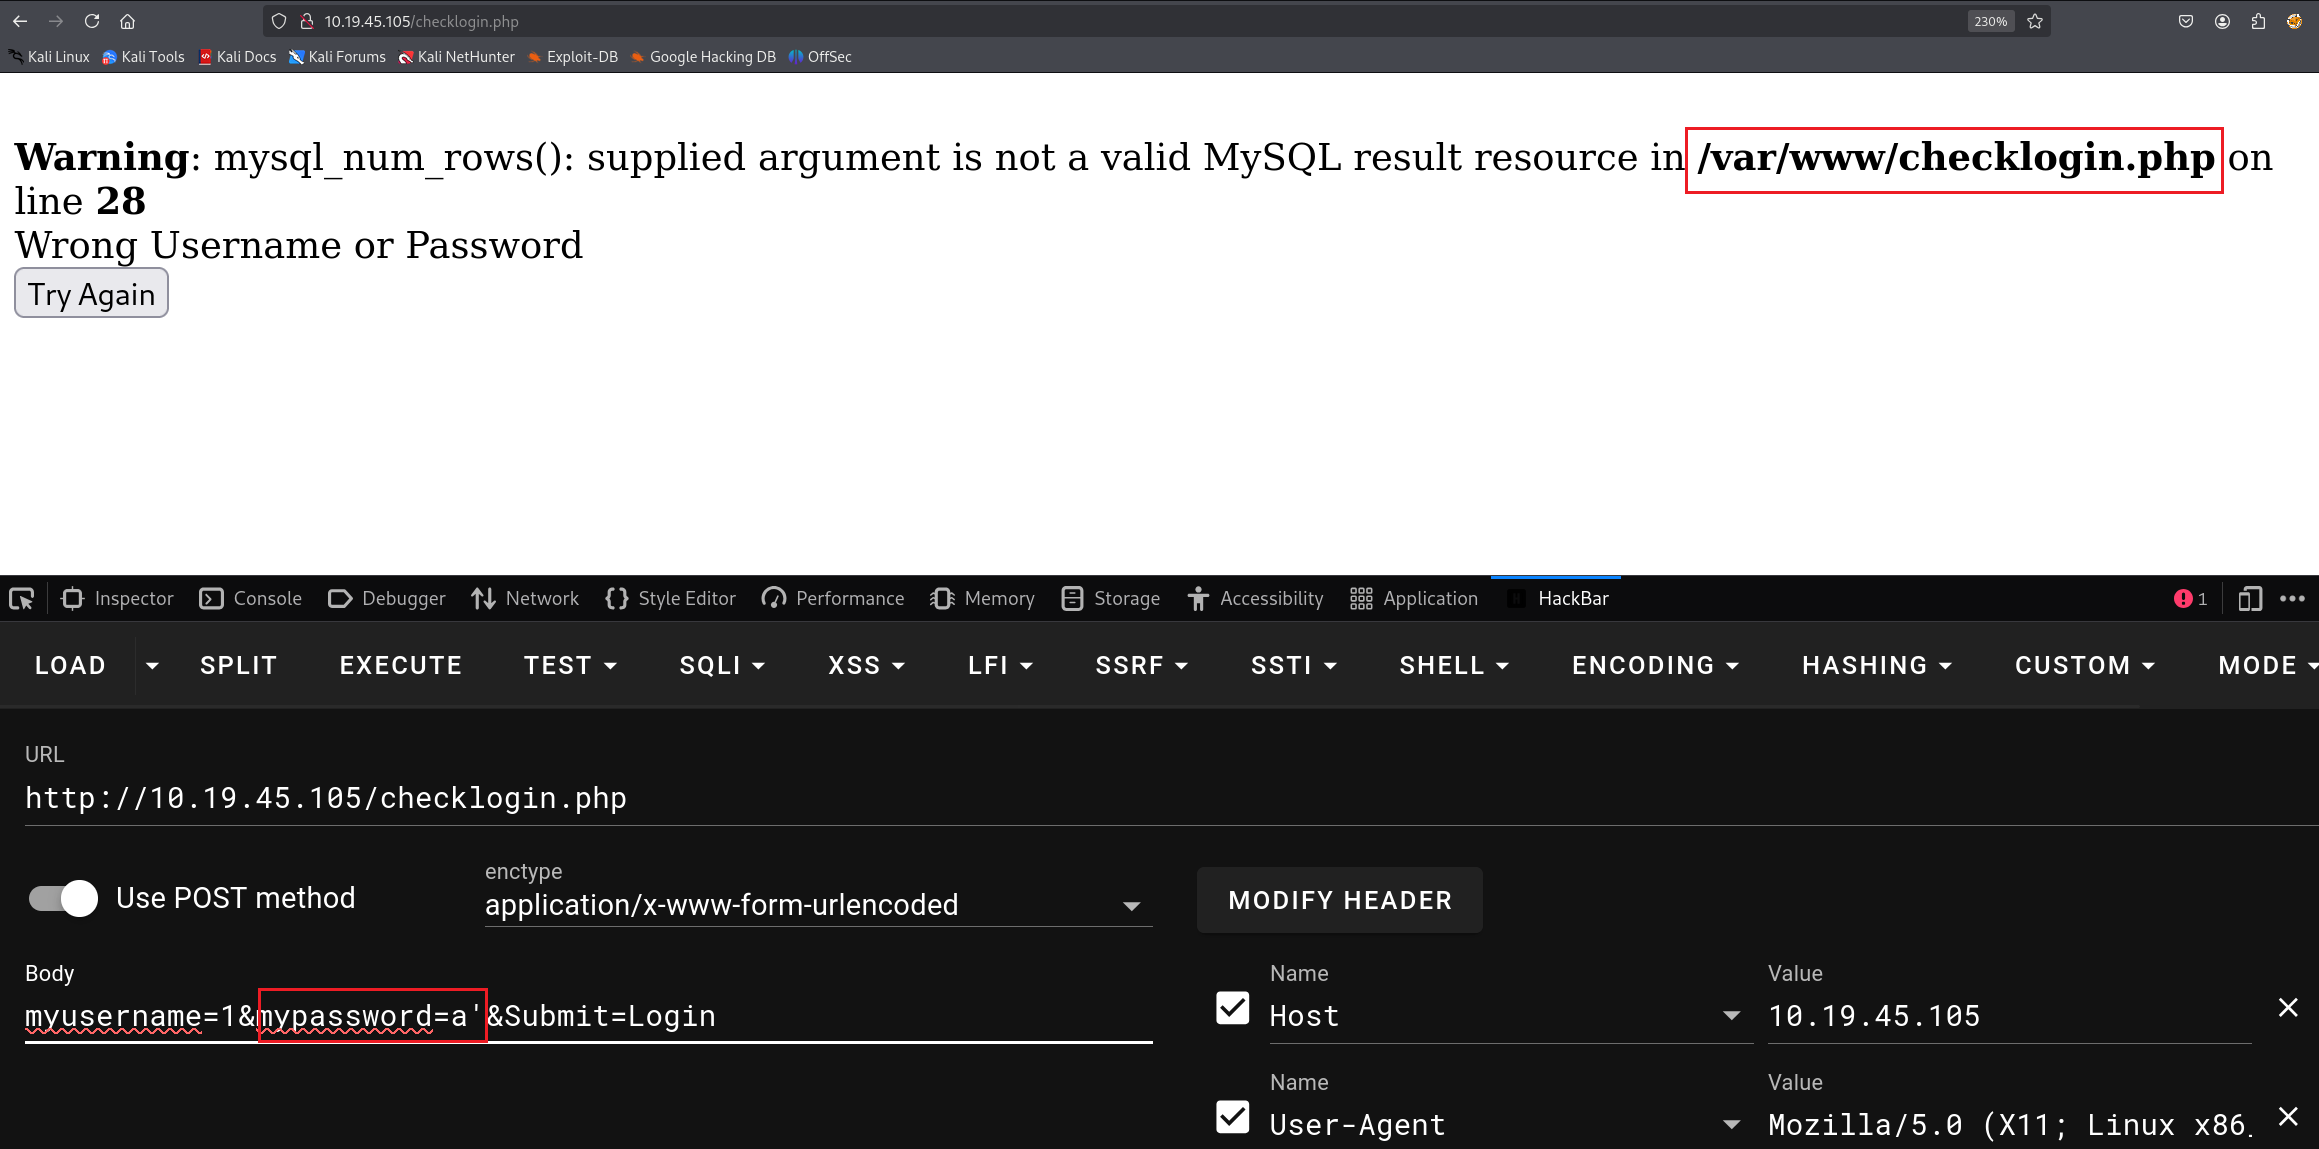 10.19.45.105/checklogin.php
230%
Kali Linux Kali Tools Kali Docs Kali Forums Kali NetHunter Exploit-DB Google Hacking DB OffSec
Warning: mysql_num_rows(): supplied argument is not a valid MySQL result resource in /var/www/checklogin.php on
line 28
Wrong Username or Password
Try Again
Inspector Console Debugger Network Style Editor Performance Memory Storage Accessibility Application HackBar 1
LOAD SPLIT EXECUTE TEST SQLI XSS LFI SSRF SSTI SHELL ENCODING HASHING CUSTOM MODE
URL
http://10.19.45.105/checklogin.php
Use POST method
enctype
application/x-www-form-urlencoded
MODIFY HEADER
Body
myusername=1&mypassword=a'&Submit=Login
Name Value
Host 10.19.45.105
Name Value
User-Agent Mozilla/5.0 (X11; Linux x86_